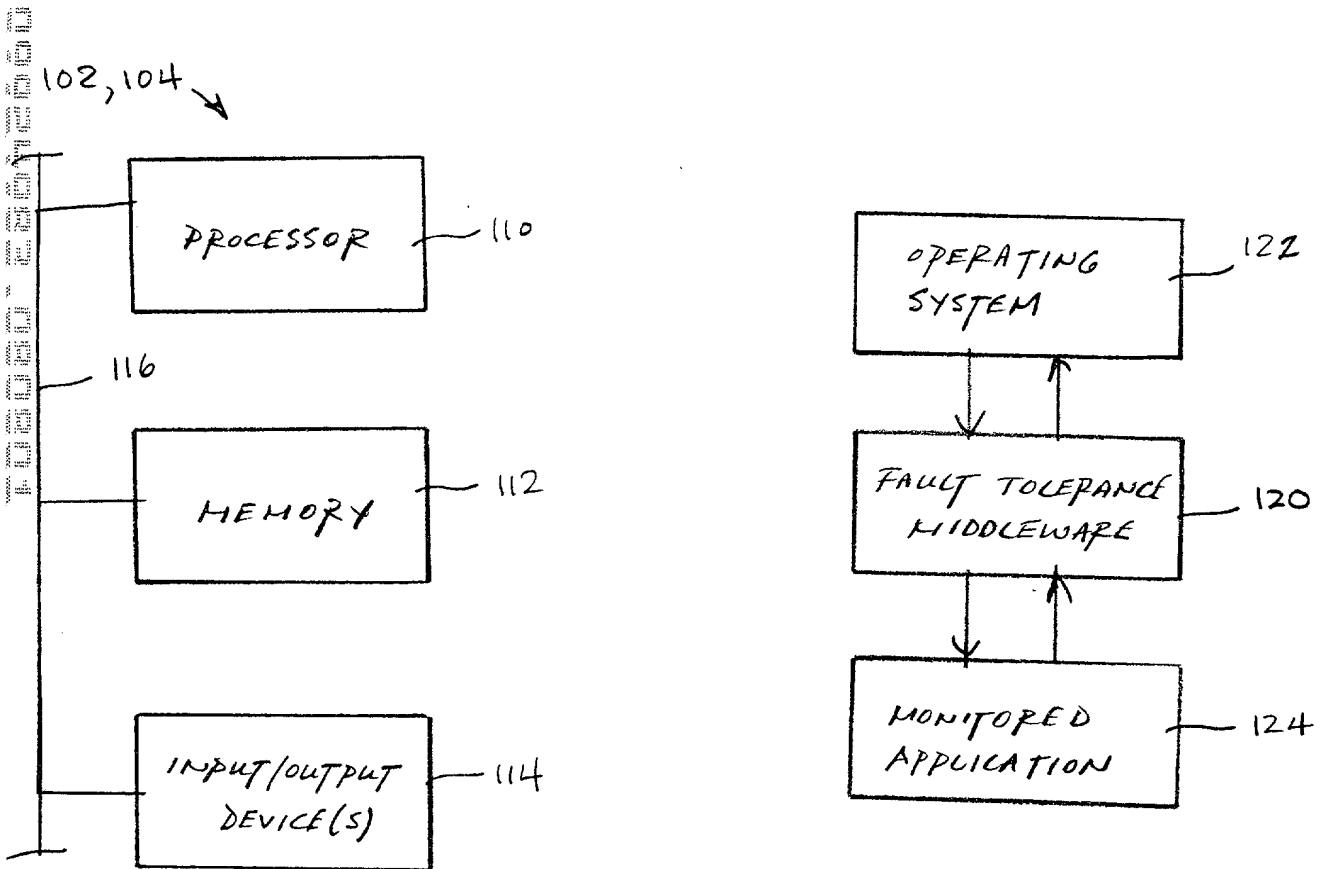 102, 104
PROCESSOR
110
116
MEMORY
112
INPUT/OUTPUT
DEVICE(S)
114
OPERATING
SYSTEM
122
FAULT TOLERANCE
MIDDLEWARE
120
MONITORED
APPLICATION
124